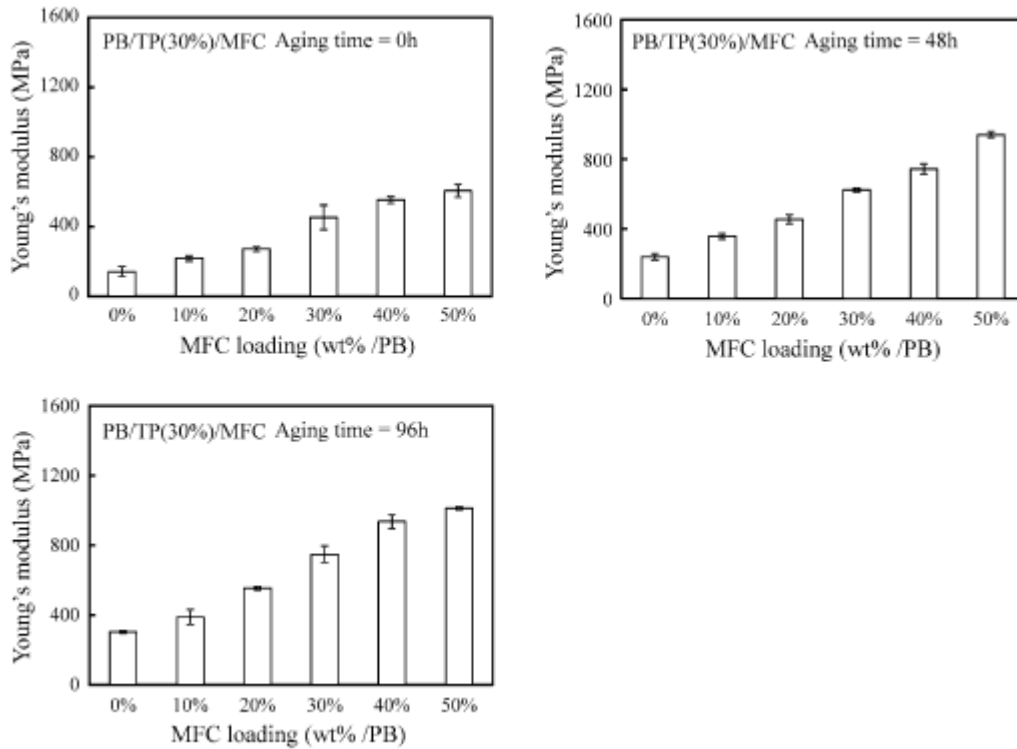 1600
1200
800
400
0
Young's modulus (MPa)
PB/TP(30%)/MFC Aging time = 0h
0% 10% 20% 30% 40% 50%
MFC loading (wt% /PB)
1600
1200
800
400
0
Young's modulus (MPa)
PB/TP(30%)/MFC Aging time = 48h
0% 10% 20% 30% 40% 50%
MFC loading (wt% /PB)
1600
1200
800
400
0
Young's modulus (MPa)
PB/TP(30%)/MFC Aging time = 96h
0% 10% 20% 30% 40% 50%
MFC loading (wt% /PB)